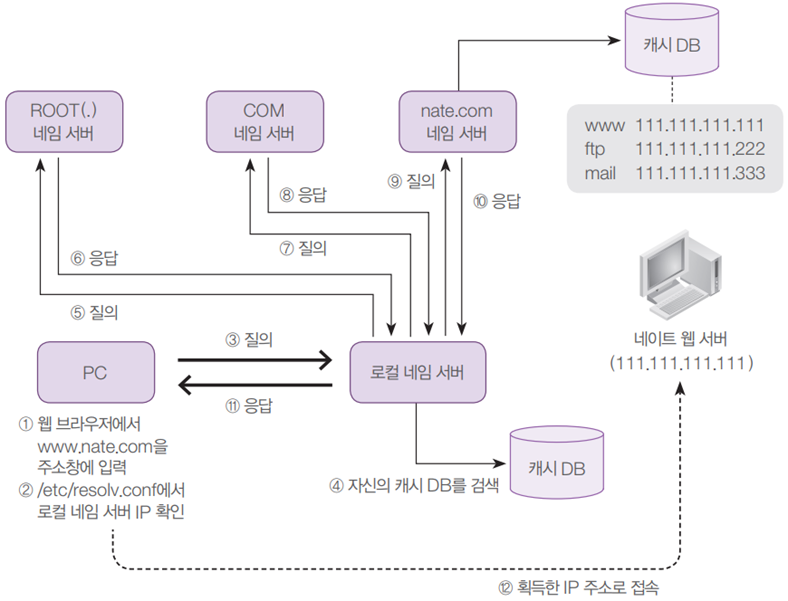 캐시 DB
ROOT(.)
네임 서버
COM
네임 서버
nate.com
네임 서버
www 111.111.111.111
ftp 111.111.111.222
mail 111.111.111.333
⑨ 질의
⑧ 응답
⑩ 응답
⑦ 질의
⑥ 응답
⑤ 질의
네이트 웹 서버
(111.111.111.111)
③ 질의
PC
로컬 네임 서버
⑪ 응답
① 웹 브라우저에서
www.nate.com을
주소창에 입력
② /etc/resolv.conf에서
로컬 네임 서버 IP 확인
④ 자신의 캐시 DB를 검색
캐시 DB
⑫ 획득한 IP 주소로 접속